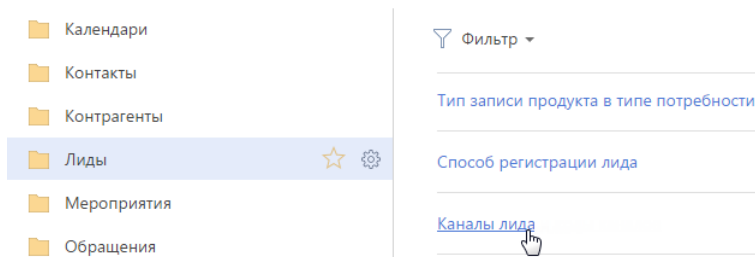 Календари
Контакты
Контрагенты
Лиды
Мероприятия
Обращения
Фильтр
Тип записи продукта в типе потребности
Способ регистрации лида
Каналы лида